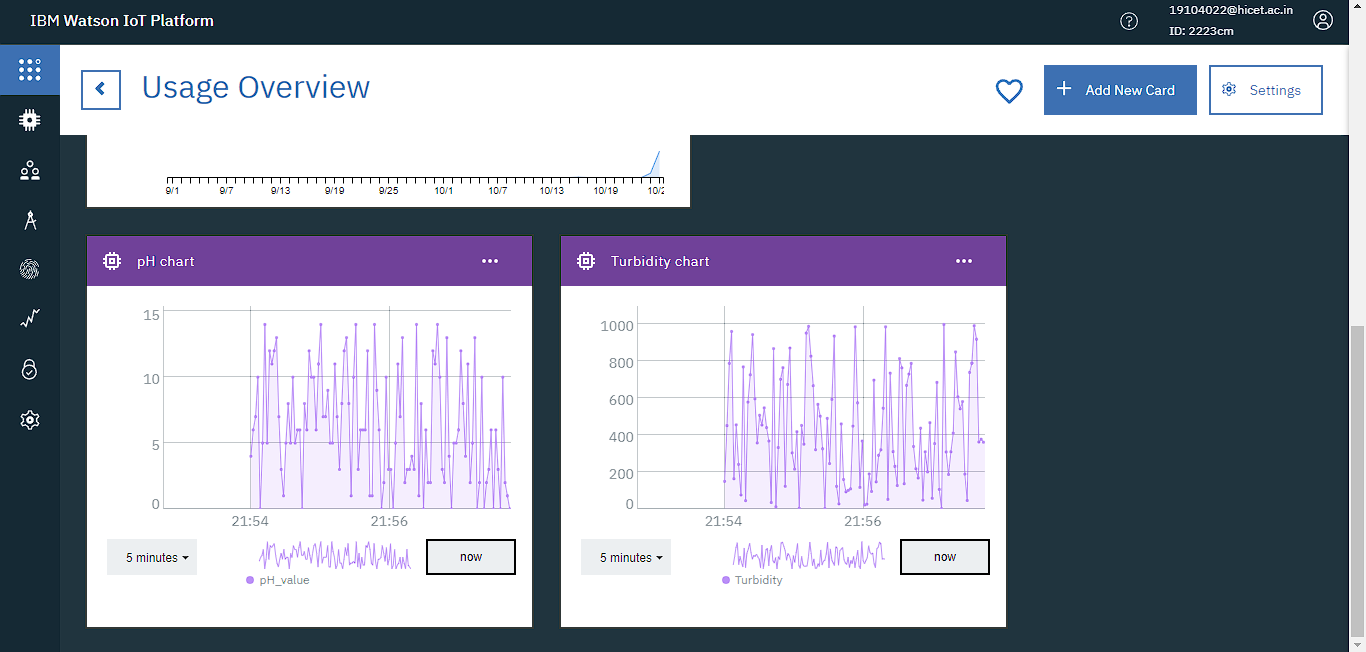 IBM Watson IoT Platform
19104022@hicet.ac.in
ID: 2223cm
Usage Overview
Add New Card
Settings
9/1 9/7 9/13 9/19 9/25 10/1 10/7 10/13 10/19 10/2
pH chart
15
10
5
0
21:54 21:56
5 minutes
now
pH_value
Turbidity chart
1000
800
600
400
200
0
21:54 21:56
5 minutes
now
Turbidity